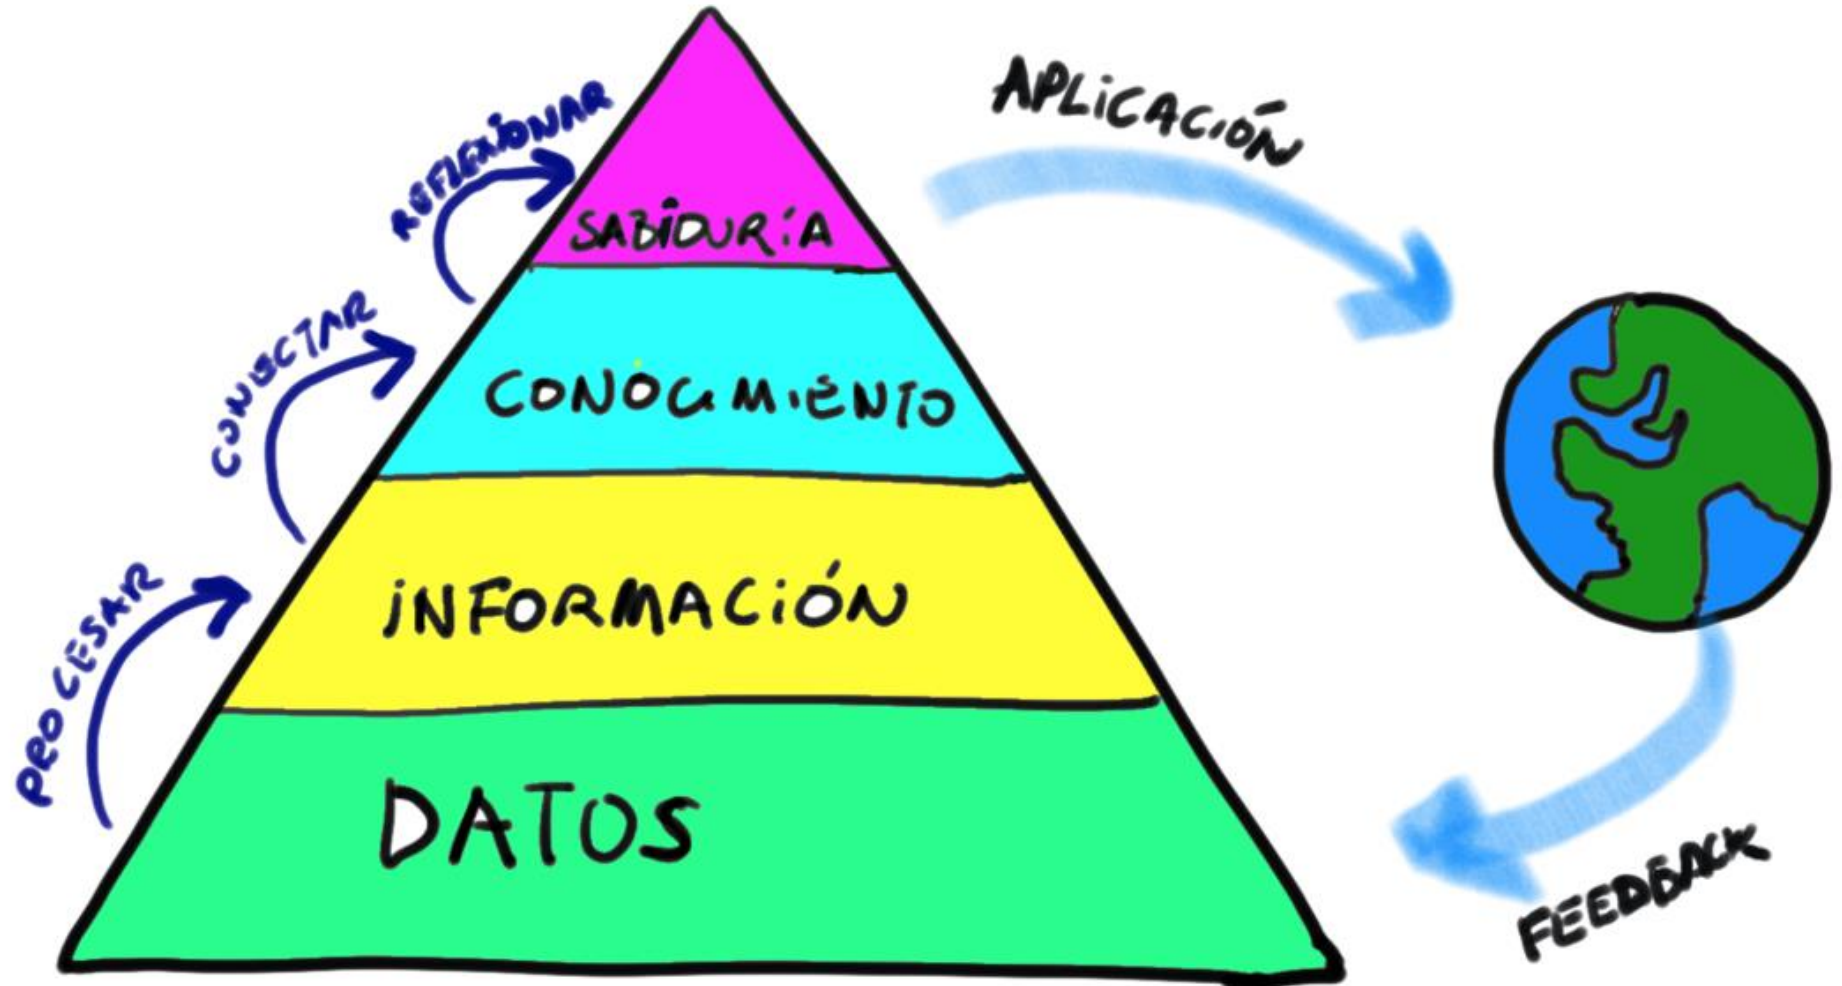 REFLEXIONAR
APLICACIÓN
SABIDURÍA
CONECTAR
CONOCIMIENTO
PROCESAR
INFORMACIÓN
DATOS
FEEDBACK